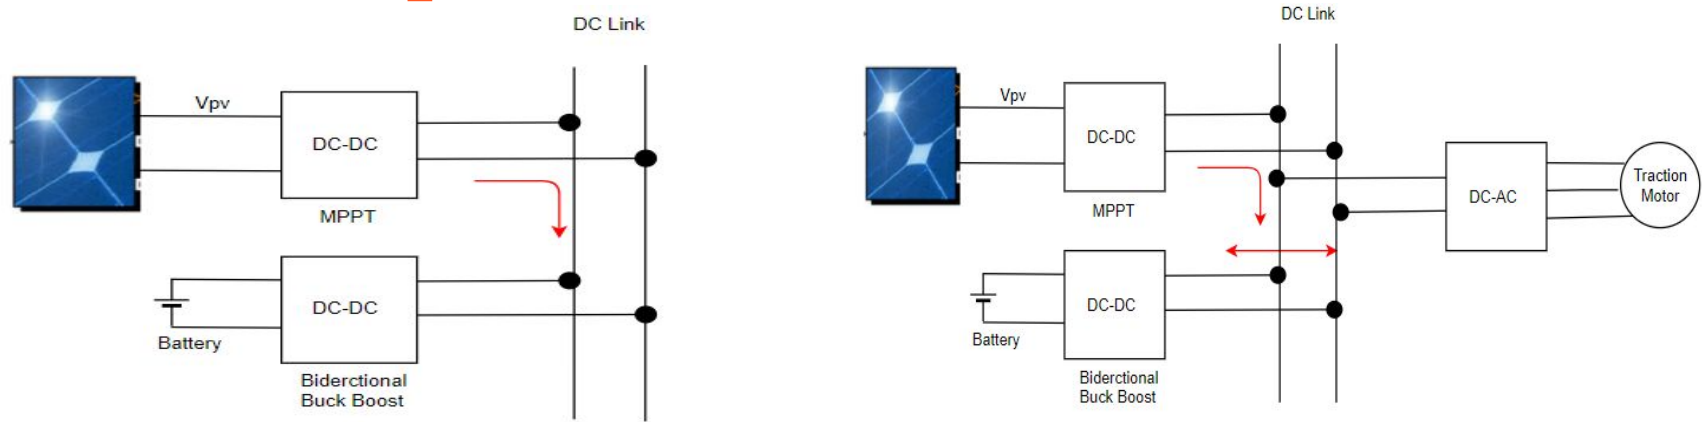 DC Link
Vpv
DC-DC
MPPT
DC-DC
Battery
Biderctional
Buck Boost
DC Link
Vpv
DC-DC
MPPT
DC-AC
Traction
Motor
DC-DC
Battery
Biderctional
Buck Boost